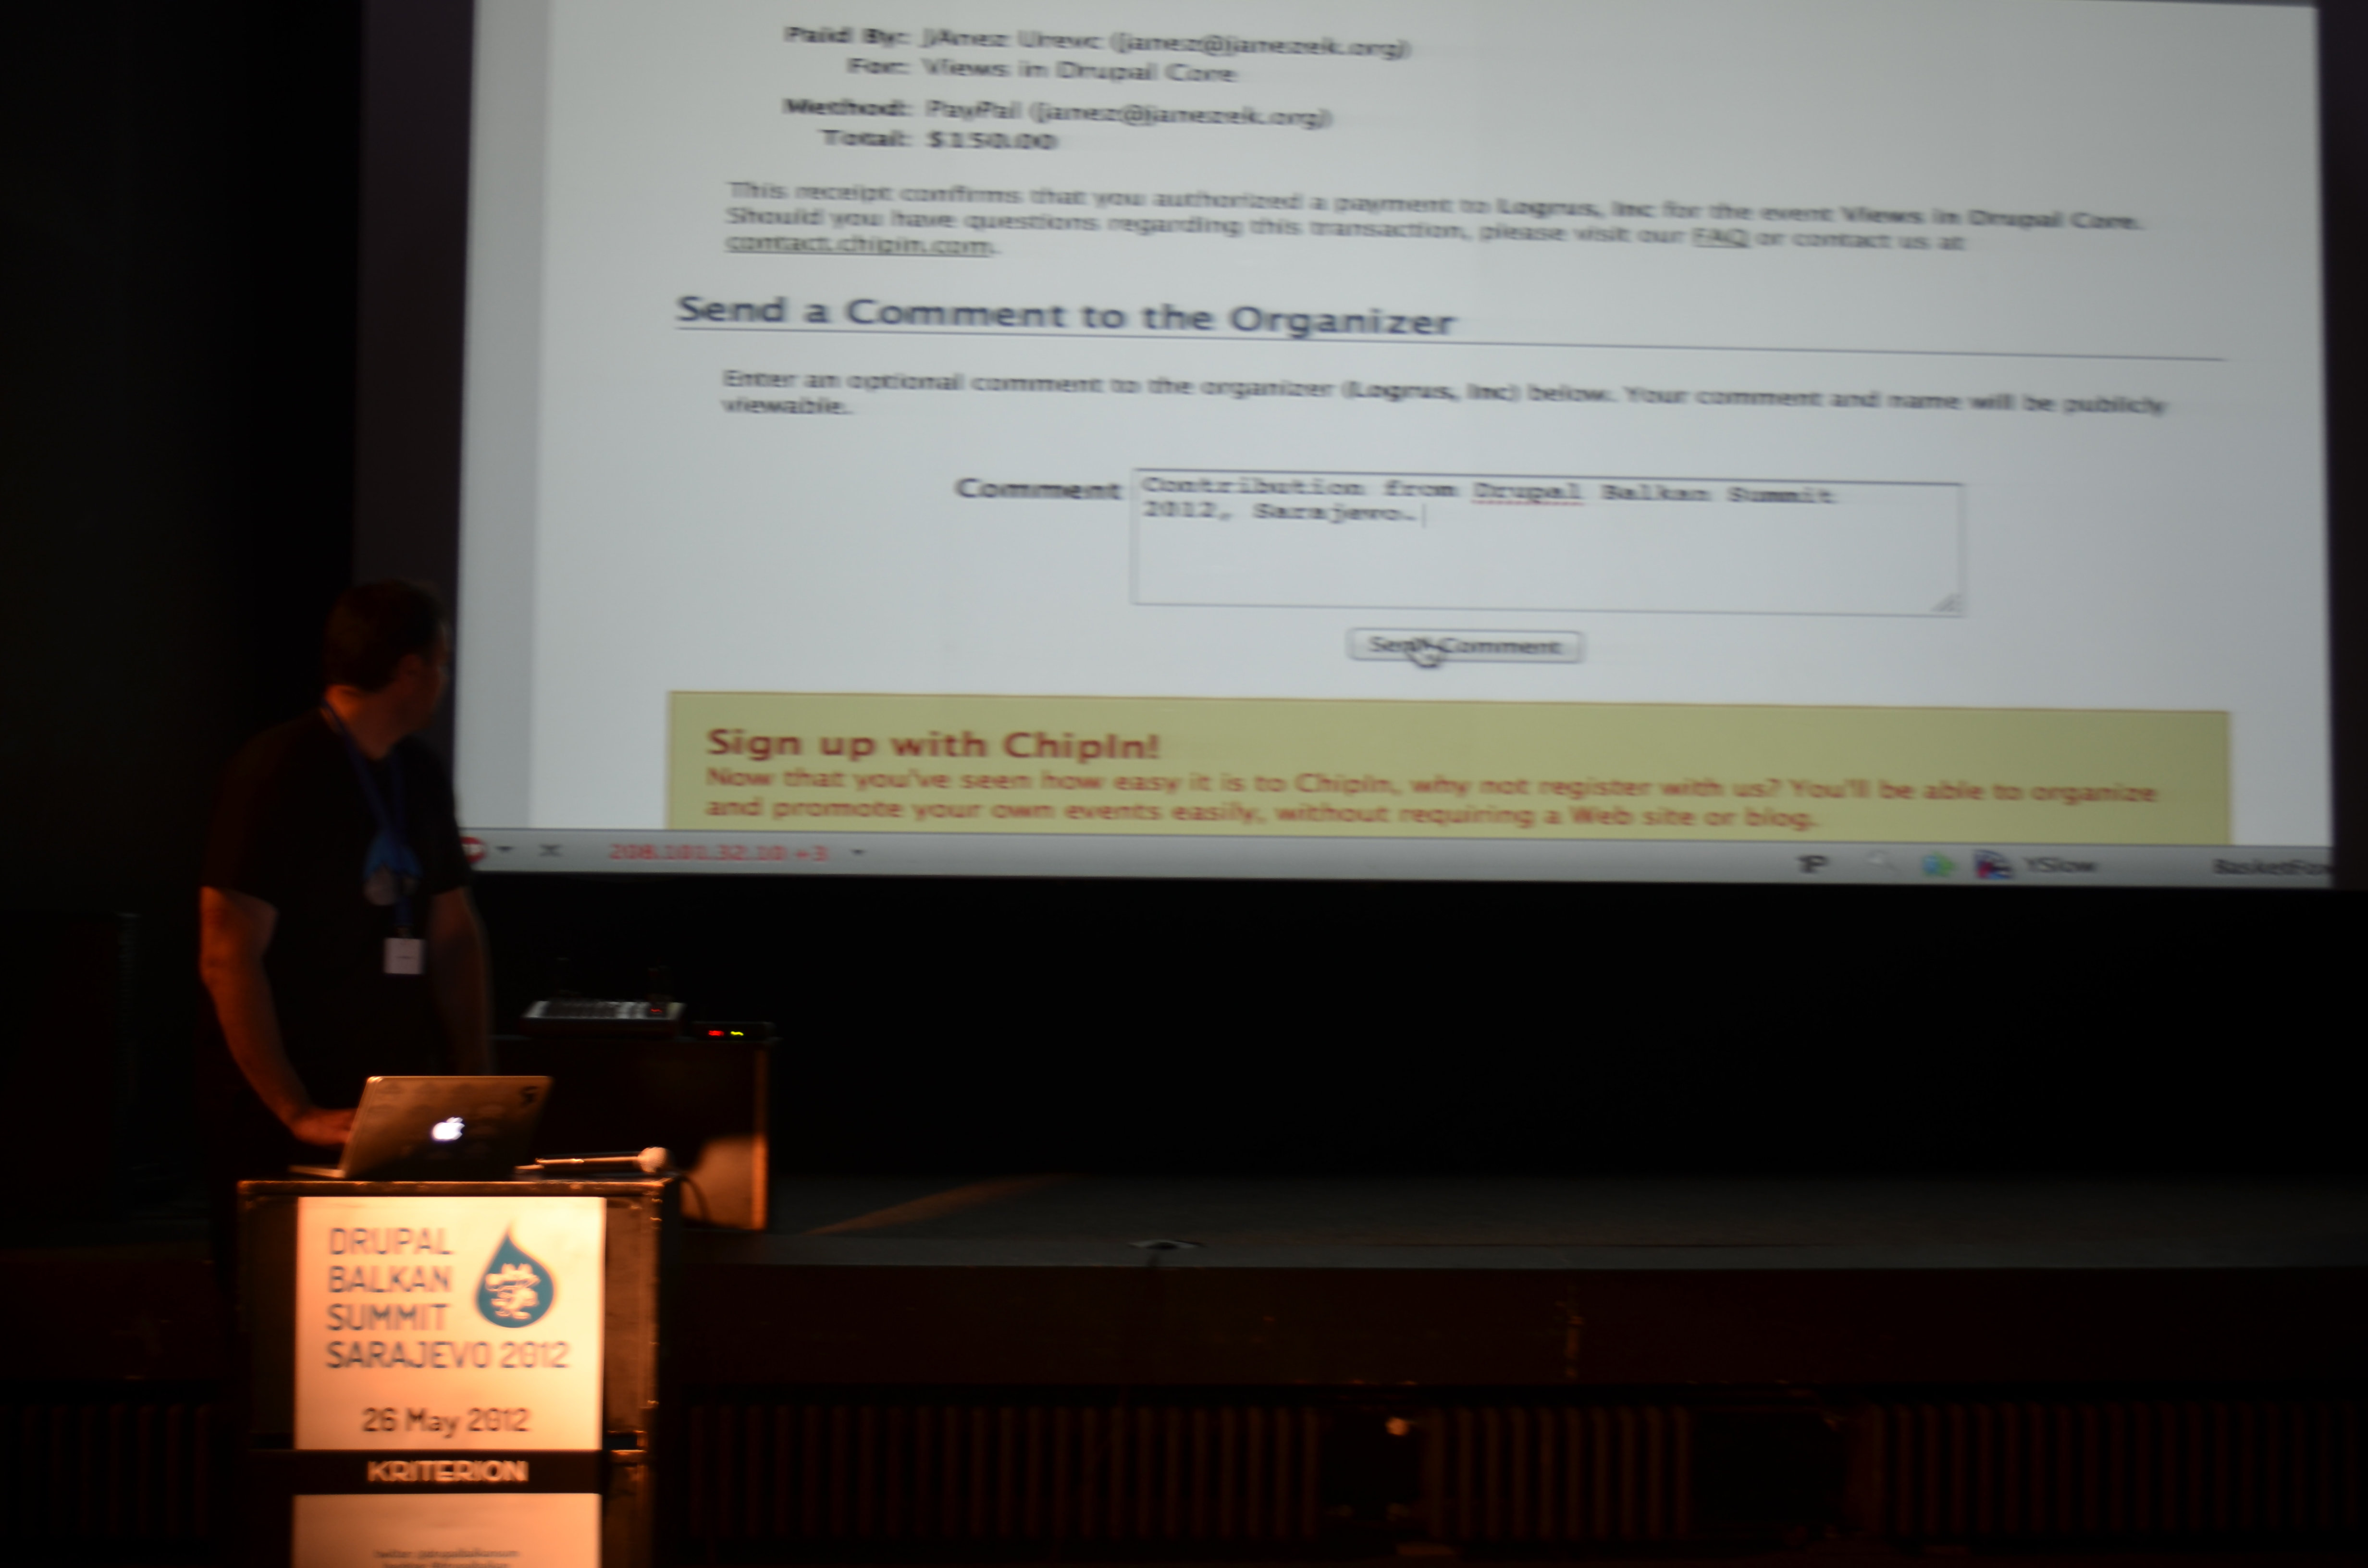 Paid By: JAnez Urevc (janez@janezek.org)
For: Views in Drupal Core
Method: PayPal (janez@janezek.org)
Total: $150.00
This receipt confirms that you authorized a payment to Logrus, Inc for the event Views in Drupal Core.
Should you have questions regarding this transaction, please visit our FAQ or contact us at
contact.chipin.com.
Send a Comment to the Organizer
Enter an optional comment to the organizer (Logrus, Inc) below. Your comment and name will be publicly
viewable.
Comment
Contribution from Drupal Balkan Summit
2012, Sarajevo.
Send Comment
Sign up with ChipIn!
Now that you've seen how easy it is to ChipIn, why not register with us? You'll be able to organize
and promote your own events easily, without requiring a Web site or blog.
208.101.32.10 +3
1P
YSlow
BasketFox
DRUPAL
BALKAN
SUMMIT
SARAJEVO 2012
26 May 2012
KRITERION